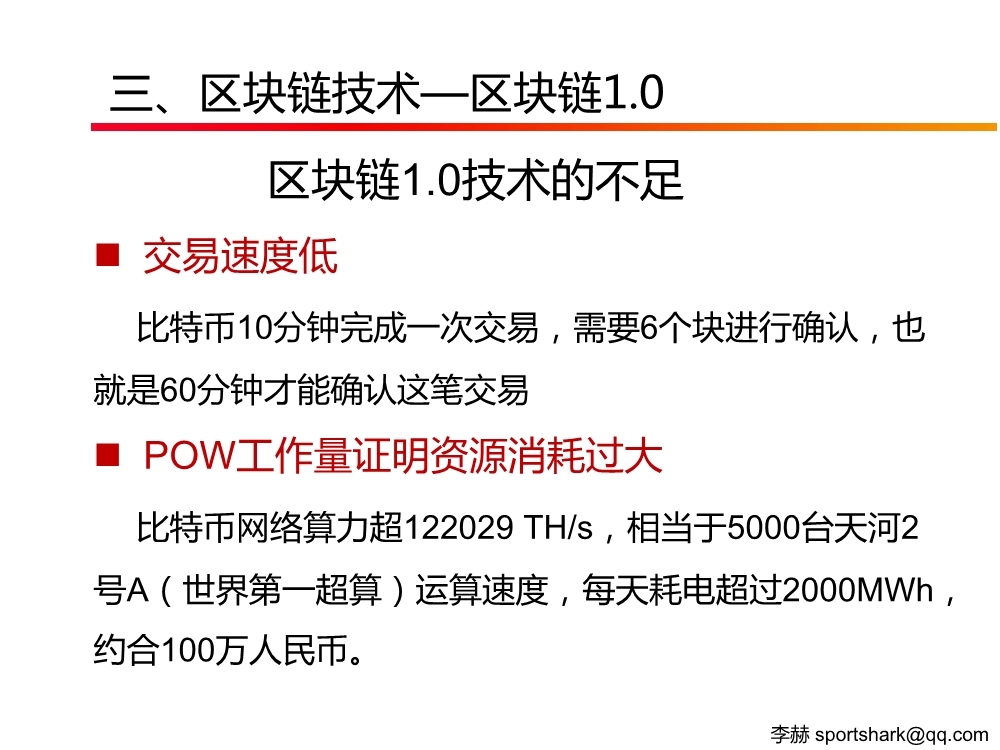 三、区块链技术—区块链1.0
区块链1.0技术的不足
■ 交易速度低
比特币10分钟完成一次交易，需要6个块进行确认，也
就是60分钟才能确认这笔交易
■ POW工作量证明资源消耗过大
比特币网络算力超122029 TH/s，相当于5000台天河2
号A（世界第一超算）运算速度，每天耗电超过2000MWh，
约合100万人民币。
李赫 sportshark@qq.com